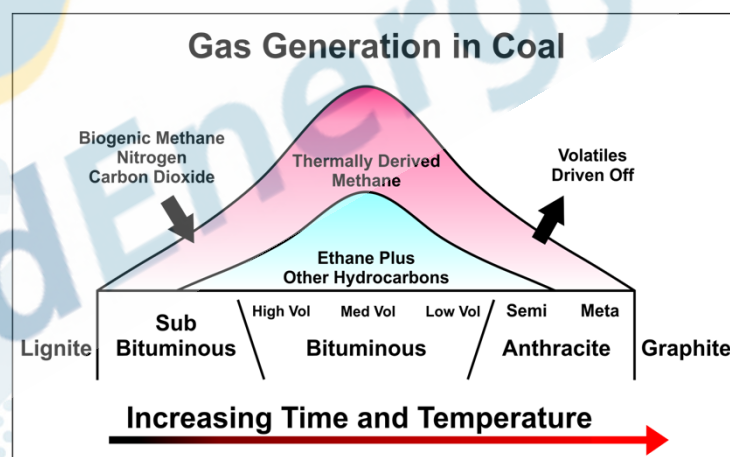 Gas Generation in Coal
Biogenic Methane
Nitrogen
Carbon Dioxide
Thermally Derived
Methane
Volatiles
Driven Off
Ethane Plus
Other Hydrocarbons
High Vol
Med Vol
Low Vol
Semi
Meta
Lignite
Sub
Bituminous
Bituminous
Anthracite
Graphite
Increasing Time and Temperature
dEnergy